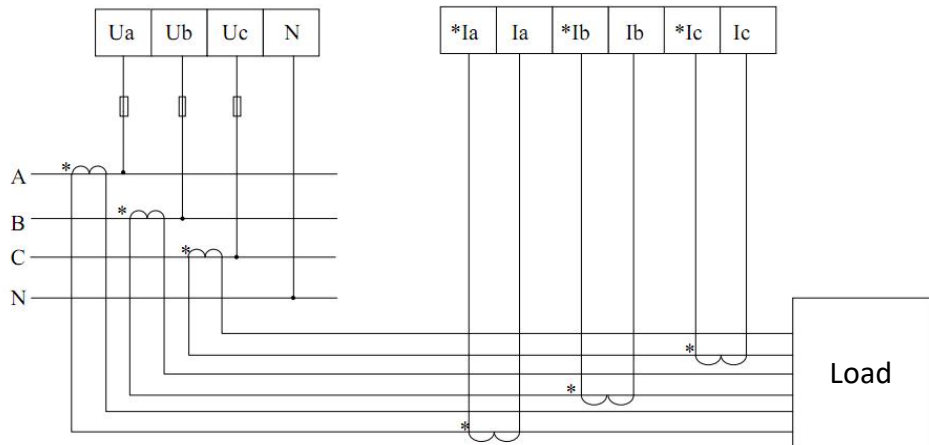 Ua Ub Uc N
*Ia Ia *Ib Ib *Ic Ic
* A
* B
* C
N
*
* Load
*